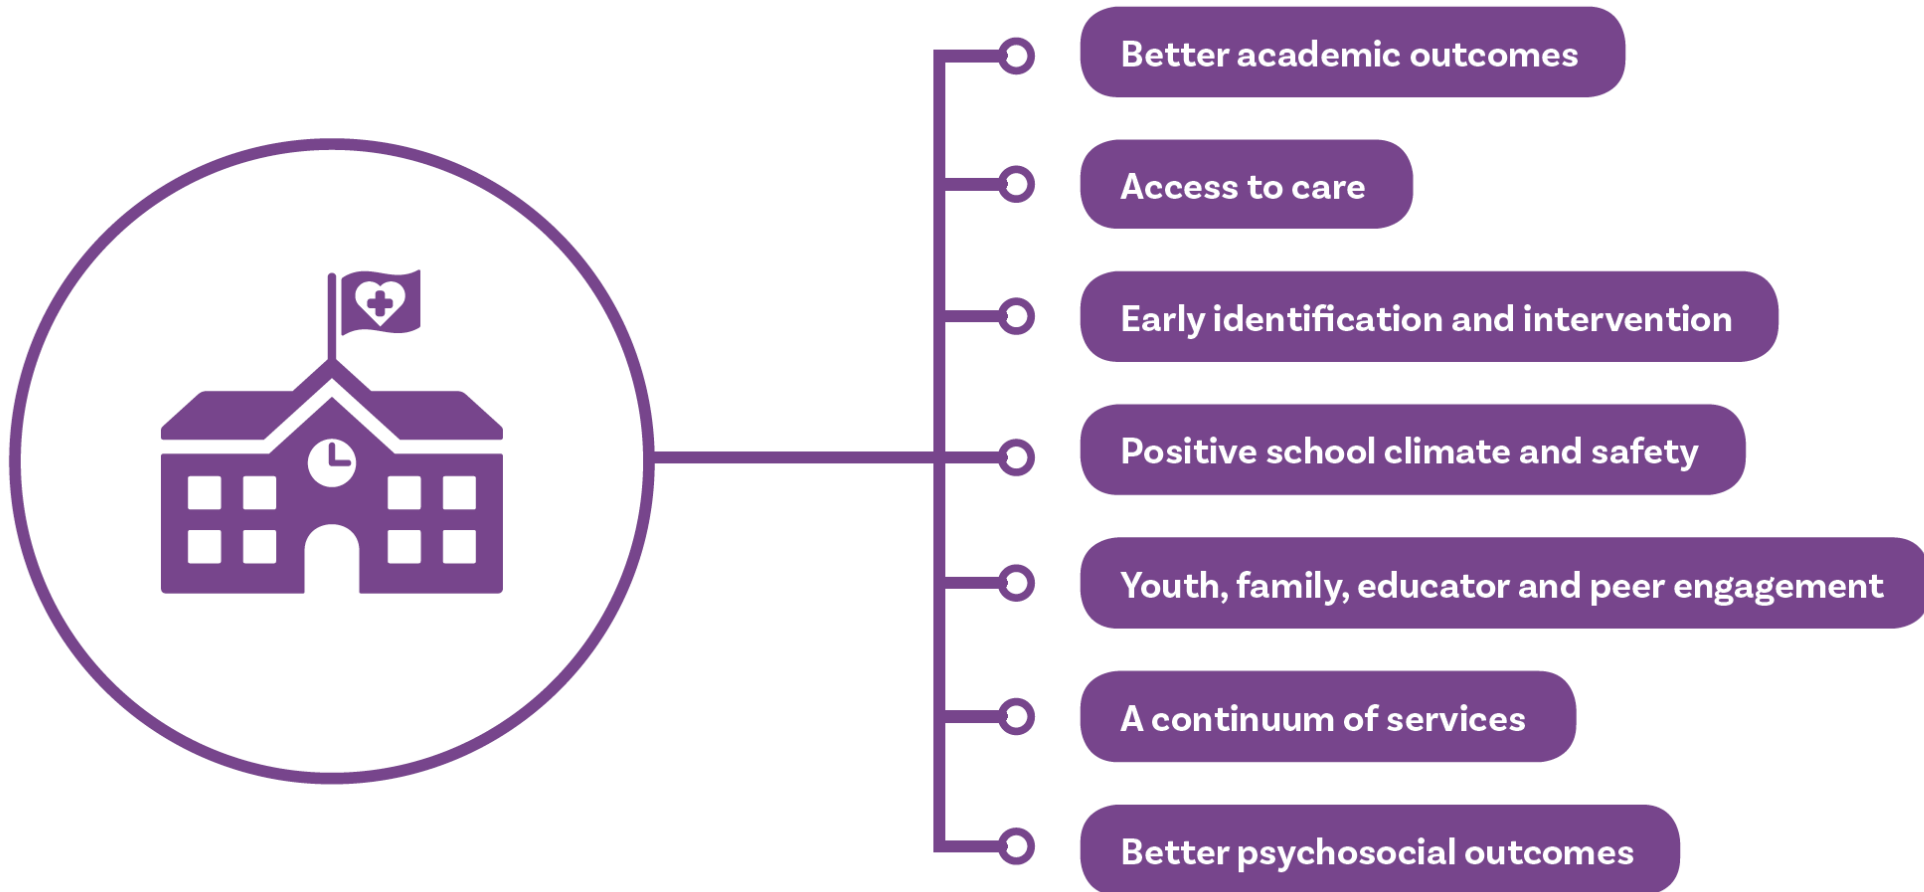 Better academic outcomes
Access to care
Early identification and intervention
Positive school climate and safety
Youth, family, educator and peer engagement
A continuum of services
Better psychosocial outcomes